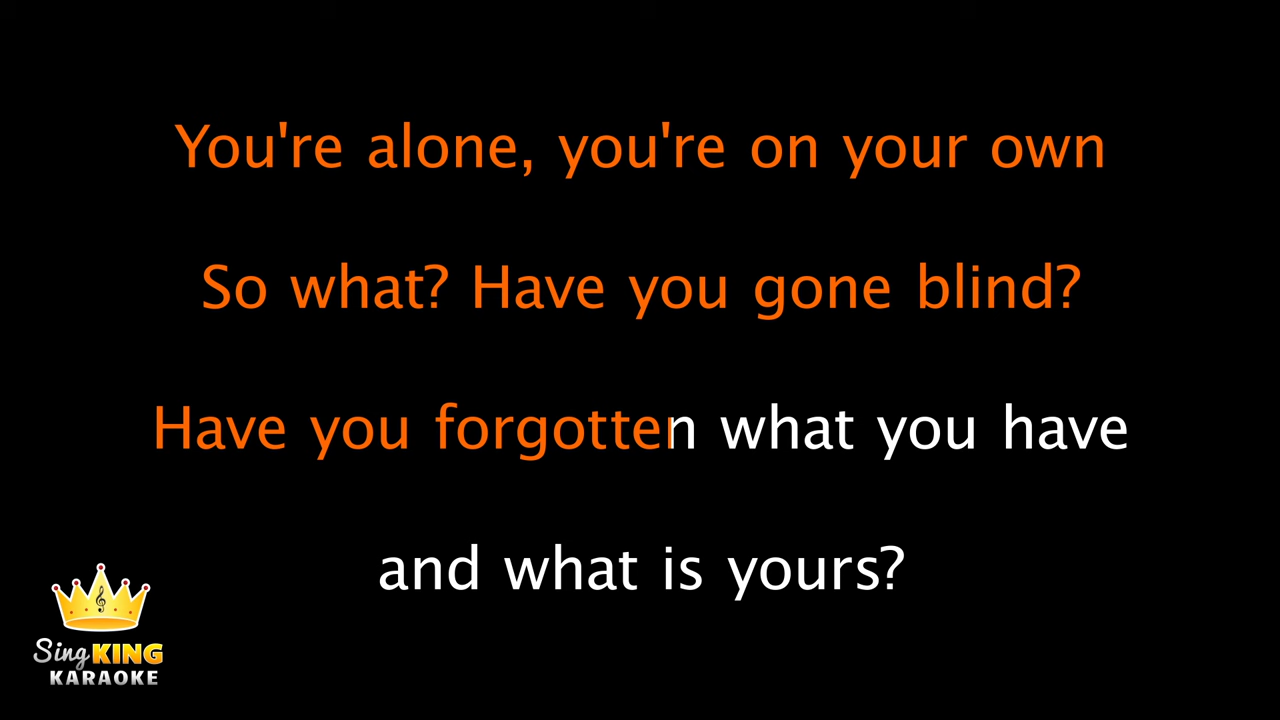 You're alone, you're on your own
So what? Have you gone blind?
Have you forgotten what you have
and what is yours?
Sing KING
KARAOKE